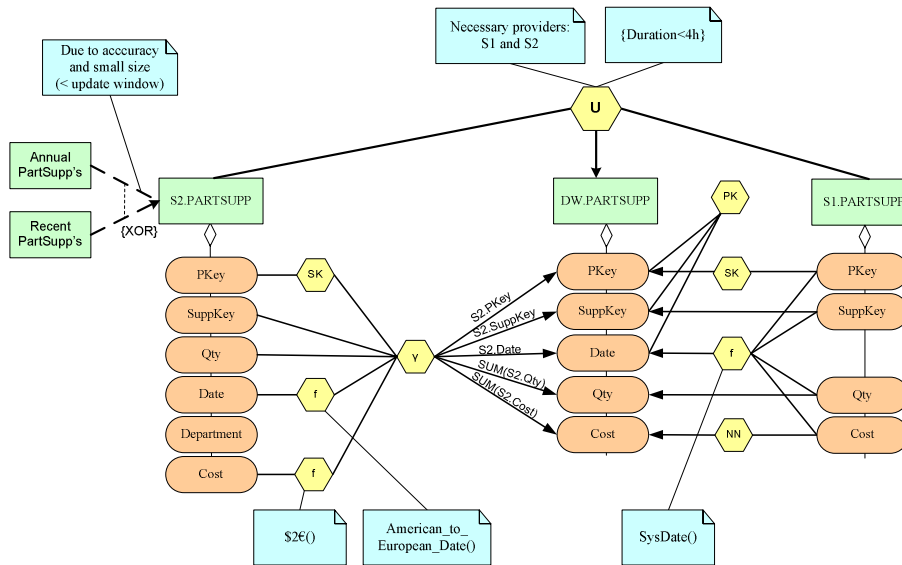 Necessary providers:
S1 and S2
{Duration<4h}
Due to acccuracy
and small size
(< update window)
U
Annual
PartSupp's
Recent
PartSupp's
{XOR}
S2.PARTSUPP
DW.PARTSUPP
PK
S1.PARTSUPP
PKey
SK
S2.PKey
PKey
SK
PKey
SuppKey
S2.SuppKey
SuppKey
SuppKey
Qty
γ
S2.Date
Date
f
Date
f
SUM(S2.Qty)
Qty
Qty
Department
SUM(S2.Cost)
Cost
NN
Cost
Cost
f
$2€()
American_to_
European_Date()
SysDate()